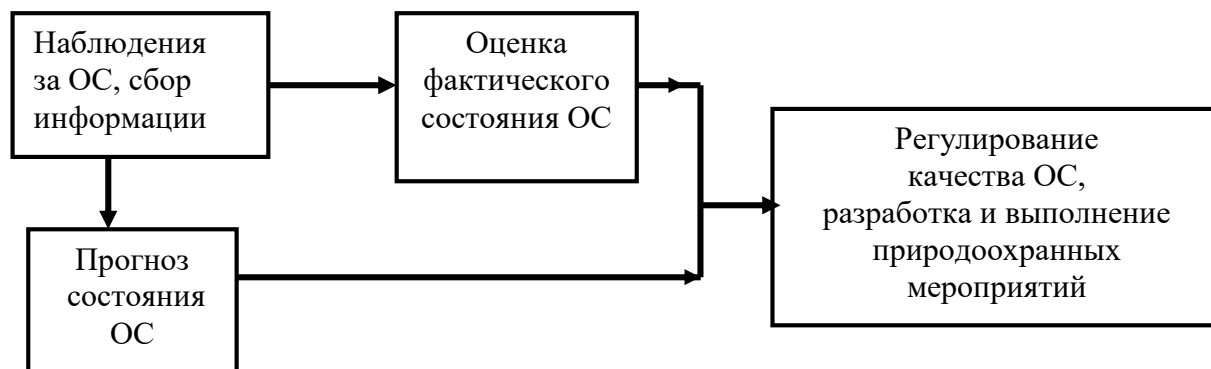 Наблюдения
за ОС, сбор
информации
Оценка
фактического
состояния ОС
Регулирование
качества ОС,
разработка и выполнение
природоохранных
мероприятий
Прогноз
состояния
ОС